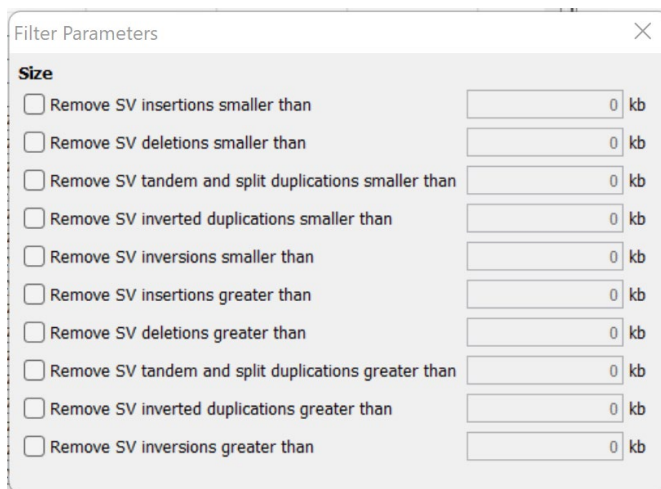 Filter Parameters
Size
Remove SV insertions smaller than 0 kb
Remove SV deletions smaller than 0 kb
Remove SV tandem and split duplications smaller than 0 kb
Remove SV inverted duplications smaller than 0 kb
Remove SV inversions smaller than 0 kb
Remove SV insertions greater than 0 kb
Remove SV deletions greater than 0 kb
Remove SV tandem and split duplications greater than 0 kb
Remove SV inverted duplications greater than 0 kb
Remove SV inversions greater than 0 kb